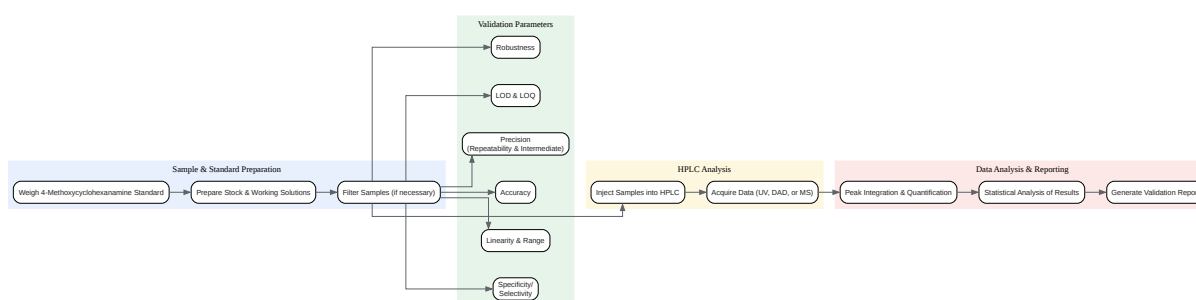 Validation Parameters
Robustness
LOD & LOQ
Precision
(Repeatability & Intermediate)
Sample & Standard Preparation
HPLC Analysis
Data Analysis & Reporting
Weigh 4-Methoxycyclohexanamine Standard
Prepare Stock & Working Solutions
Filter Samples (if necessary)
Accuracy
Inject Samples into HPLC
Acquire Data (UV, DAD, or MS)
Peak Integration & Quantification
Statistical Analysis of Results
Generate Validation Repor
Linearity & Range
Specificity/
Selectivity